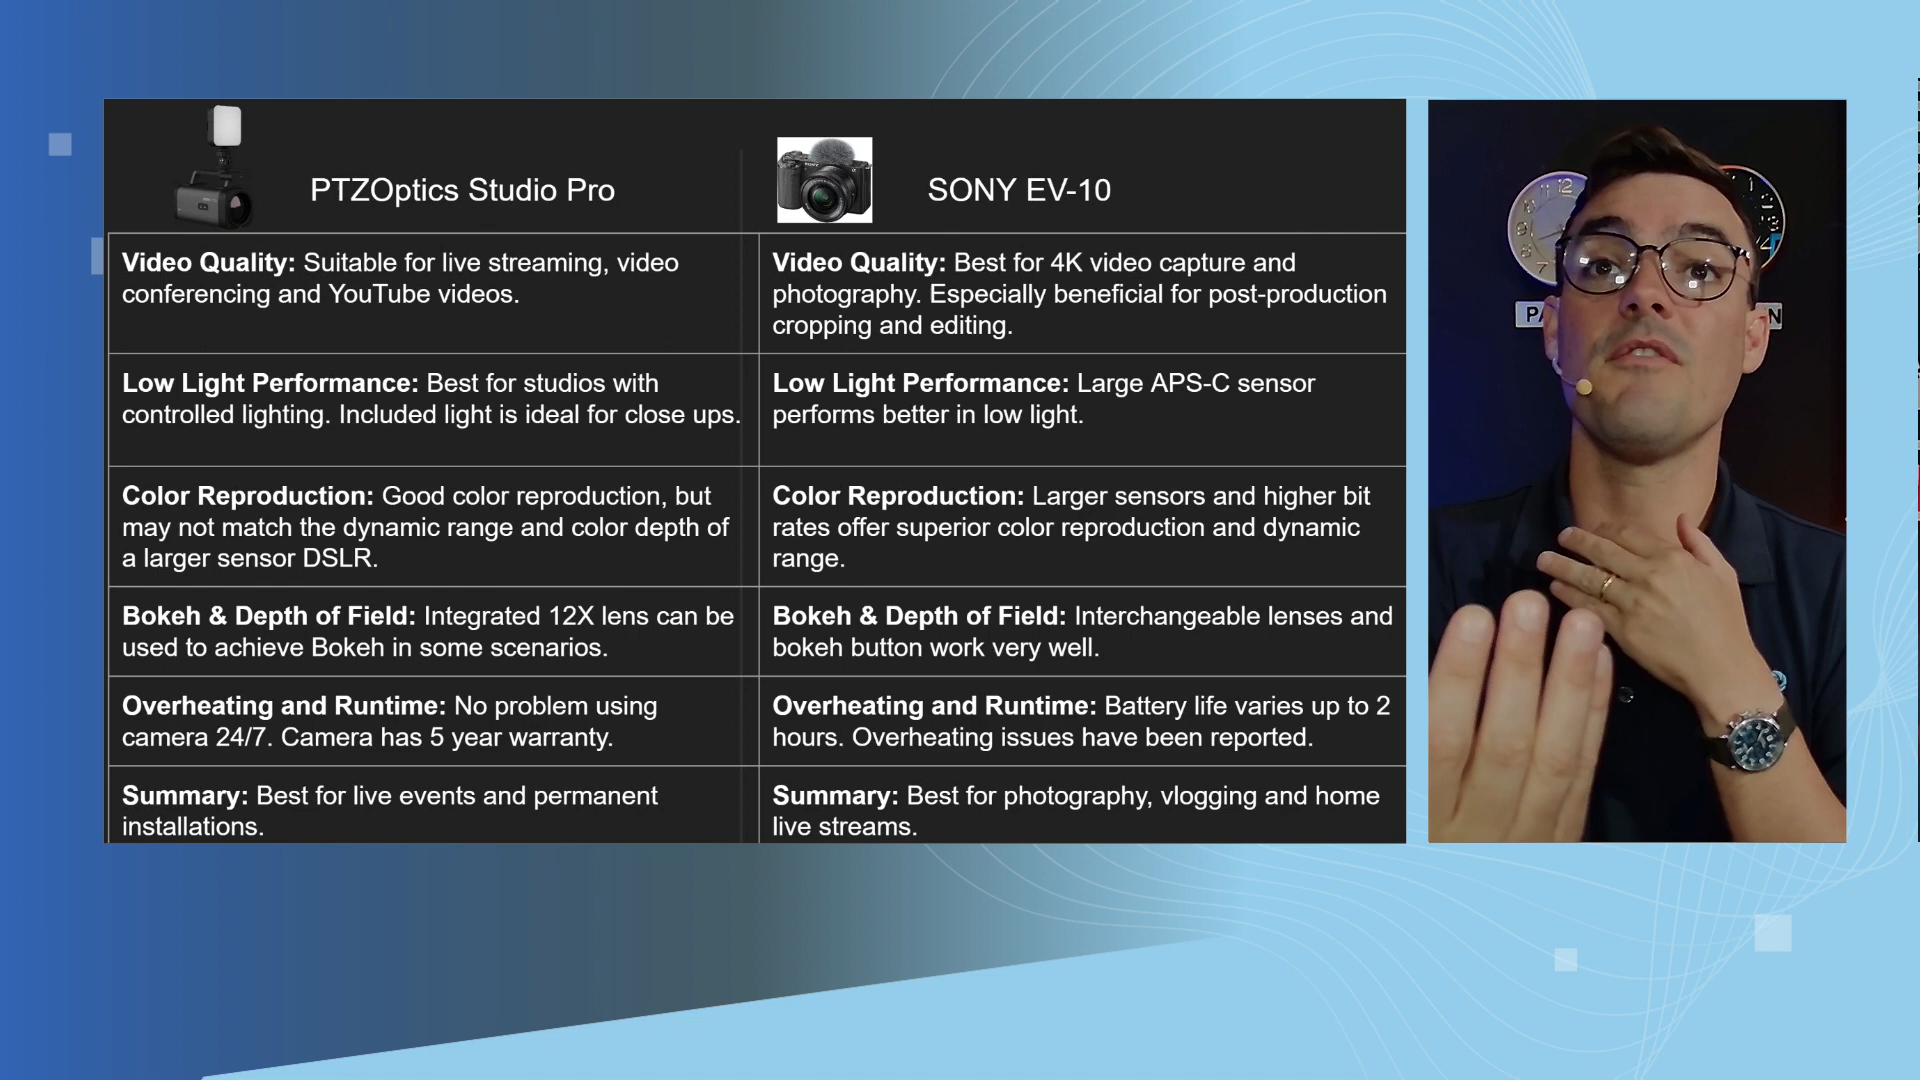 PTZOptics Studio Pro
SONY EV-10
Video Quality: Suitable for live streaming, video
conferencing and YouTube videos.
Video Quality: Best for 4K video capture and
photography. Especially beneficial for post-production
cropping and editing.
Low Light Performance: Best for studios with
controlled lighting. Included light is ideal for close ups.
Low Light Performance: Large APS-C sensor
performs better in low light.
Color Reproduction: Good color reproduction, but
may not match the dynamic range and color depth of
a larger sensor DSLR.
Color Reproduction: Larger sensors and higher bit
rates offer superior color reproduction and dynamic
range.
Bokeh & Depth of Field: Integrated 12X lens can be
used to achieve Bokeh in some scenarios.
Bokeh & Depth of Field: Interchangeable lenses and
bokeh button work very well.
Overheating and Runtime: No problem using
camera 24/7. Camera has 5 year warranty.
Overheating and Runtime: Battery life varies up to 2
hours. Overheating issues have been reported.
Summary: Best for live events and permanent
installations.
Summary: Best for photography, vlogging and home
live streams.